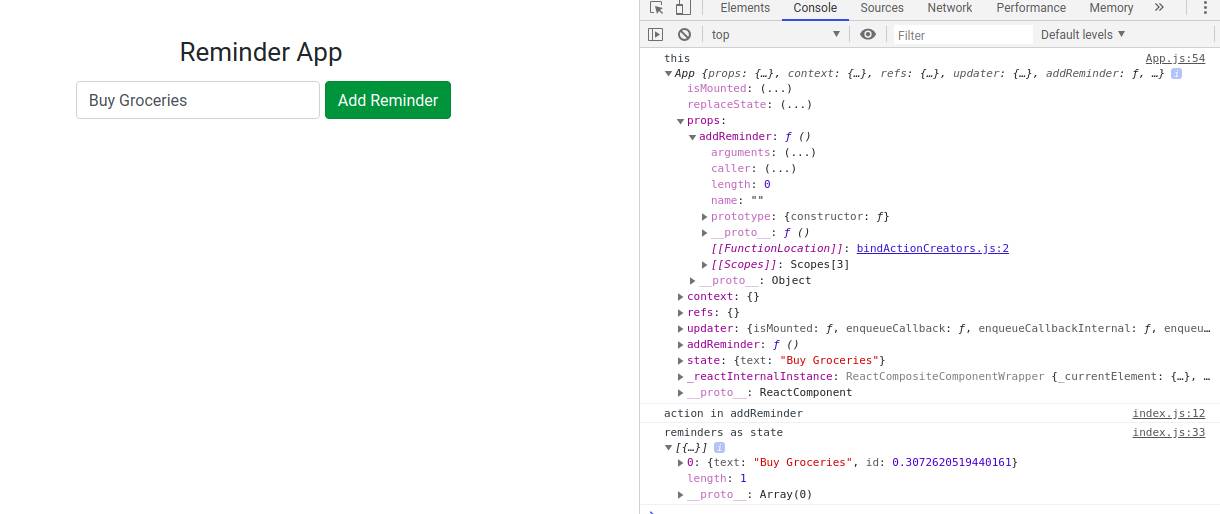 Reminder App
Buy Groceries
Add Reminder
Elements Console Sources Network Performance Memory »
top Filter Default levels
this App.js:54
App {props: {…}, context: {…}, refs: {…}, updater: {…}, addReminder: ƒ, …} i
isMounted: (...)
replaceState: (...)
props:
addReminder: ƒ ()
arguments: (...)
caller: (...)
length: 0
name: ""
prototype: {constructor: ƒ}
__proto__: ƒ ()
[[FunctionLocation]]: bindActionCreators.js:2
[[Scopes]]: Scopes[3]
__proto__: Object
context: {}
refs: {}
updater: {isMounted: ƒ, enqueueCallback: ƒ, enqueueCallbackInternal: ƒ, enqueu…
addReminder: ƒ ()
state: {text: "Buy Groceries"}
_reactInternalInstance: ReactCompositeComponentWrapper {_currentElement: {…}, …
__proto__: ReactComponent
action in addReminder index.js:12
reminders as state index.js:33
[{…}] i
0: {text: "Buy Groceries", id: 0.3072620519440161}
length: 1
__proto__: Array(0)